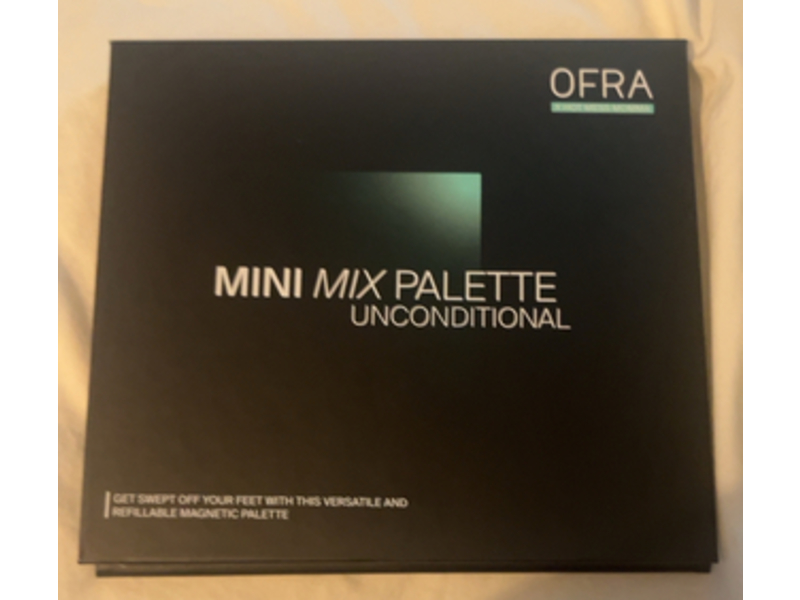 OFRA
MINI MIX PALETTE
UNCONDITIONAL
GET SWEPT OFF YOUR FEET WITH THIS VERSATILE AND
REFILLABLE MAGNETIC PALETTE